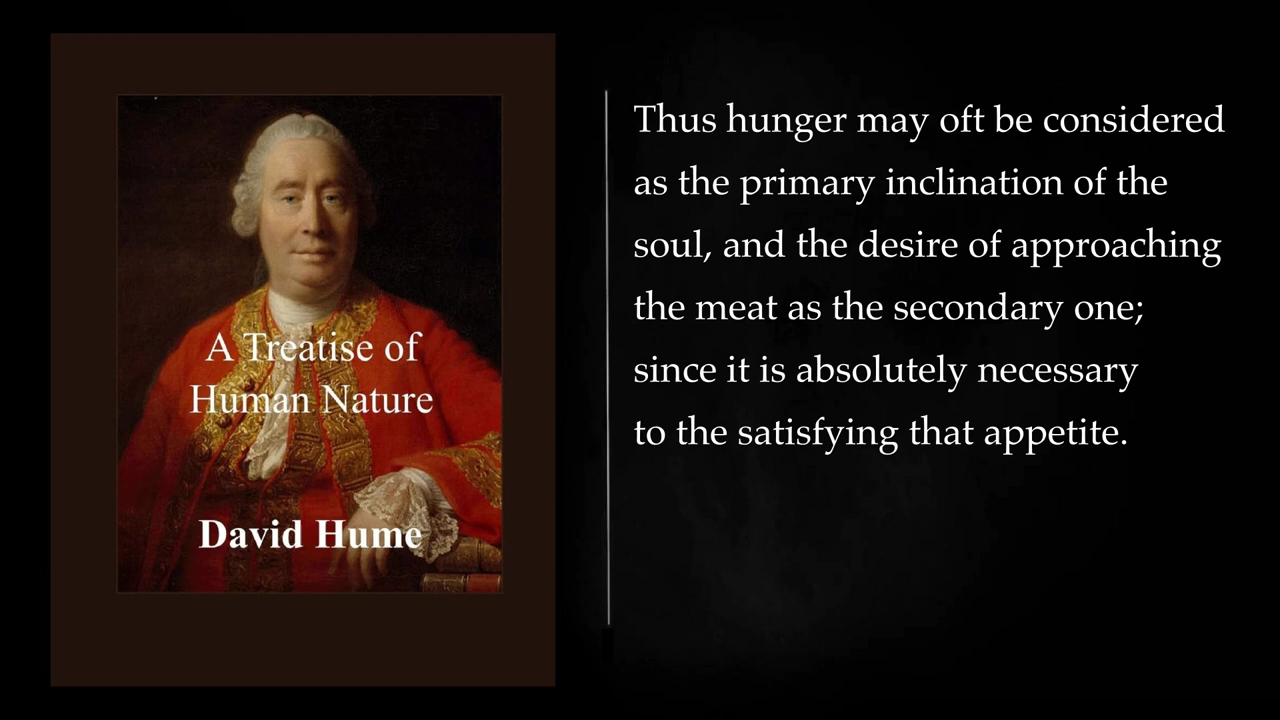 A Treatise of
Human Nature
David Hume
Thus hunger may oft be considered
as the primary inclination of the
soul, and the desire of approaching
the meat as the secondary one;
since it is absolutely necessary
to the satisfying that appetite.